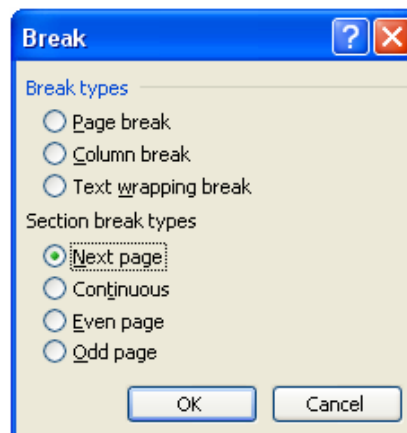 Break
?
Break types
Page break
Column break
Text wrapping break
Section break types
Next page
Continuous
Even page
Odd page
OK Cancel